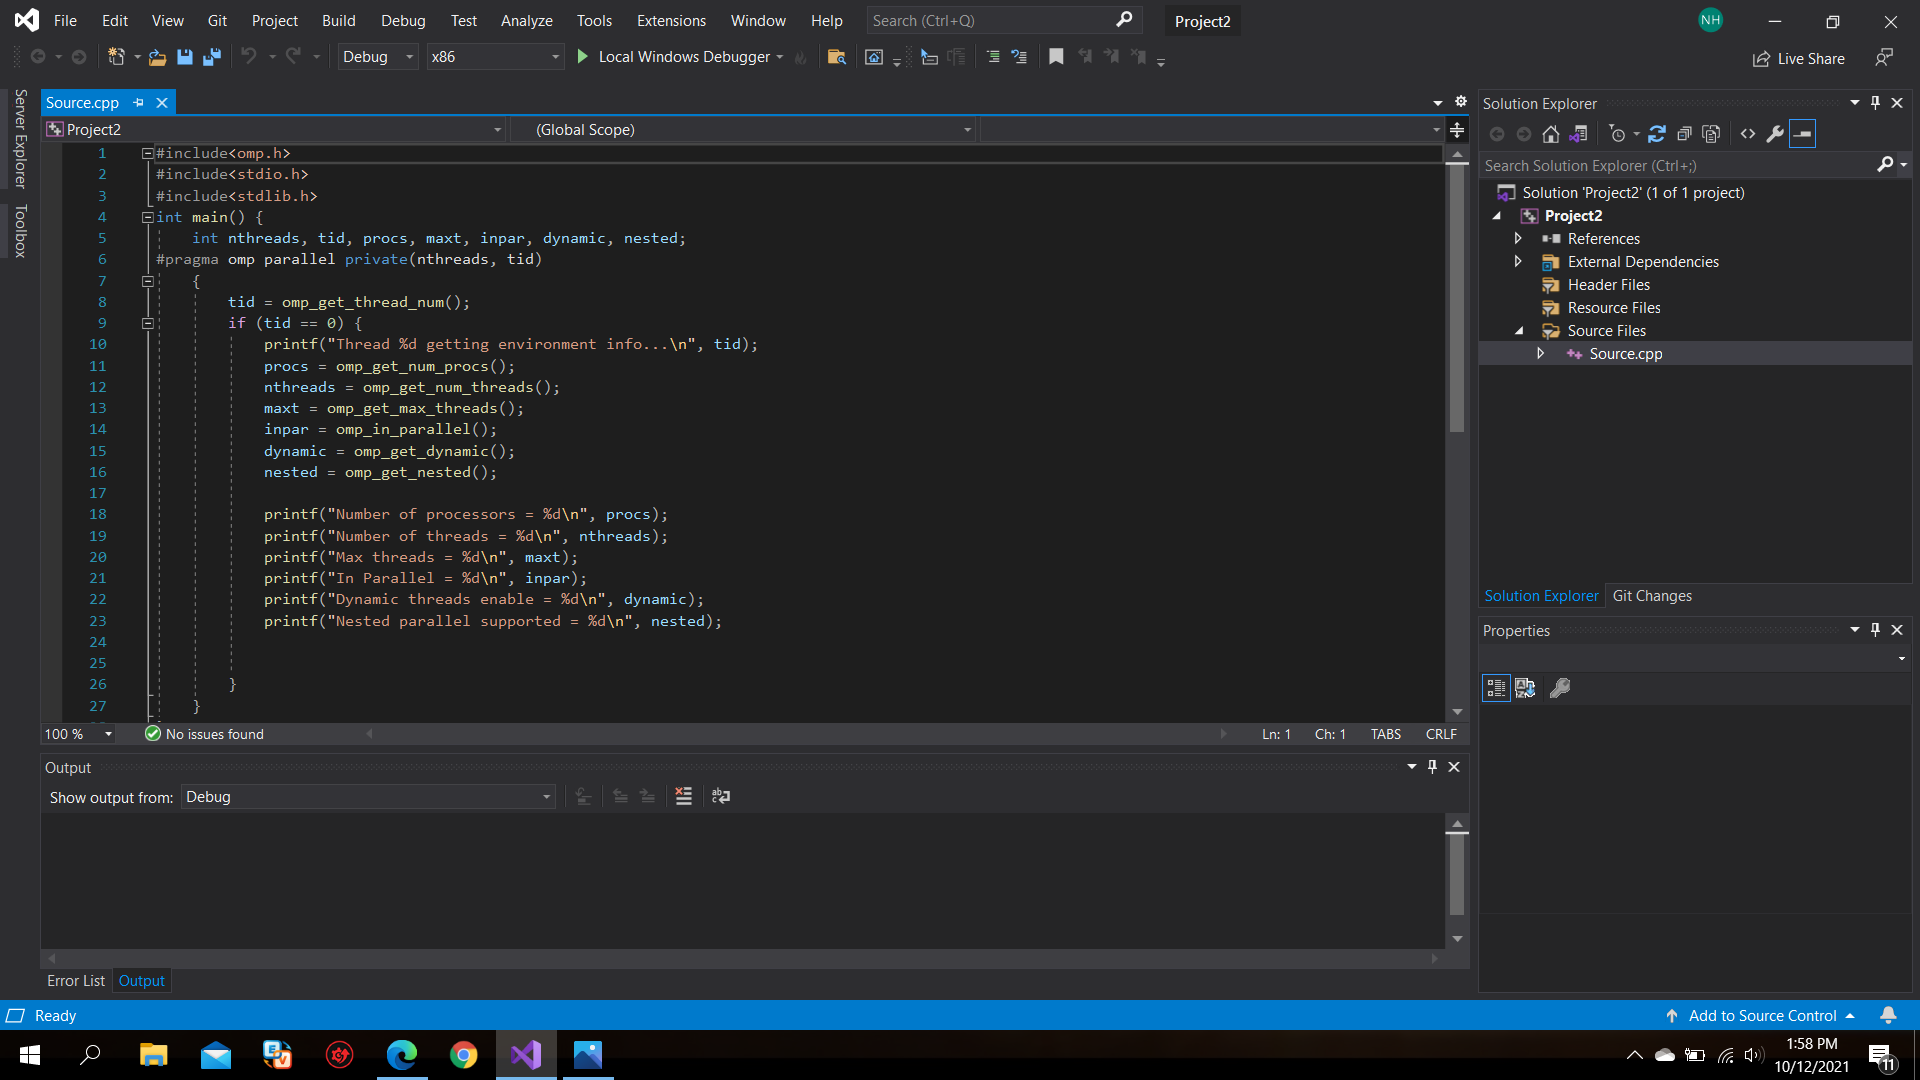 File Edit View Git Project Build Debug Test Analyze Tools Extensions Window Help Search (Ctrl+Q) Project2 NH
Debug x86 Local Windows Debugger Live Share
Server Explorer
Toolbox
Source.cpp
Project2 (Global Scope)
1 #include<omp.h>
2 #include<stdio.h>
3 #include<stdlib.h>
4 int main() {
5 int nthreads, tid, procs, maxt, inpar, dynamic, nested;
6 #pragma omp parallel private(nthreads, tid)
7 {
8 tid = omp_get_thread_num();
9 if (tid == 0) {
10 printf("Thread %d getting environment info...\n", tid);
11 procs = omp_get_num_procs();
12 nthreads = omp_get_num_threads();
13 maxt = omp_get_max_threads();
14 inpar = omp_in_parallel();
15 dynamic = omp_get_dynamic();
16 nested = omp_get_nested();
17
18 printf("Number of processors = %d\n", procs);
19 printf("Number of threads = %d\n", nthreads);
20 printf("Max threads = %d\n", maxt);
21 printf("In Parallel = %d\n", inpar);
22 printf("Dynamic threads enable = %d\n", dynamic);
23 printf("Nested parallel supported = %d\n", nested);
24
25
26 }
27 }
100 % No issues found Ln: 1 Ch: 1 TABS CRLF
Output
Show output from: Debug
Error List Output
Solution Explorer
Search Solution Explorer (Ctrl+;)
Solution 'Project2' (1 of 1 project)
Project2
References
External Dependencies
Header Files
Resource Files
Source Files
Source.cpp
Solution Explorer Git Changes
Properties
Ready Add to Source Control
1:58 PM
10/12/2021
11